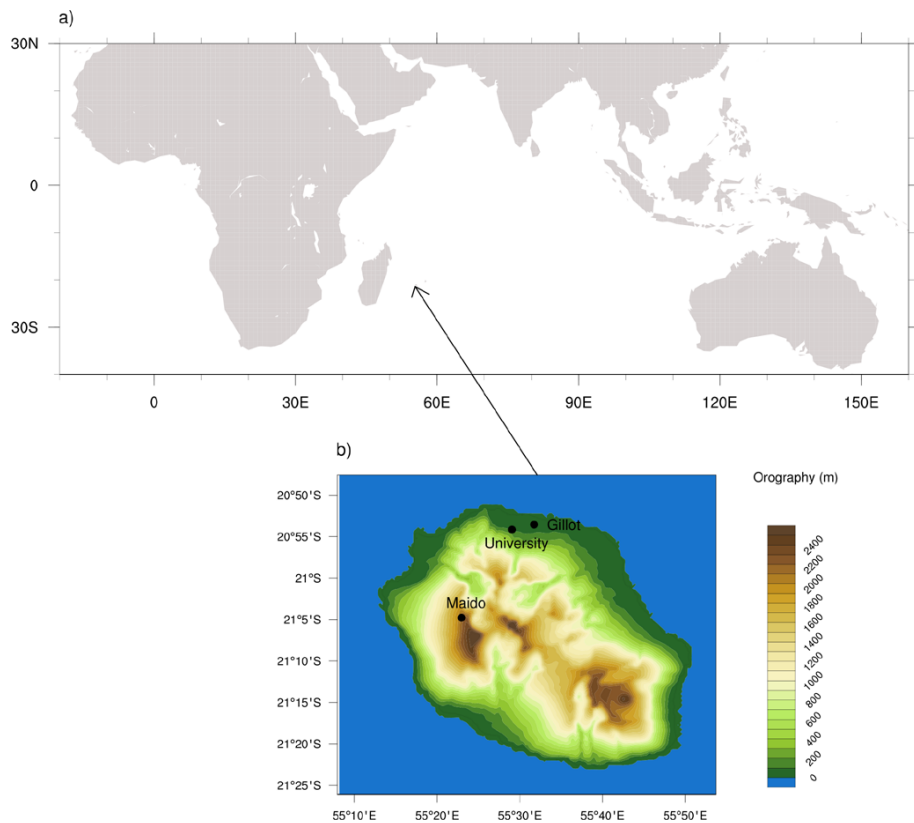 a)
30N
0
30S
0
30E
60E
90E
120E
150E
b)
Orography (m)
20°50'S
20°55'S
21°S
21°5'S
21°10'S
21°15'S
21°20'S
21°25'S
Gillot
University
Maido
2400
2200
2000
1800
1600
1400
1200
1000
800
600
400
200
0
55°10'E
55°20'E
55°30'E
55°40'E
55°50'E